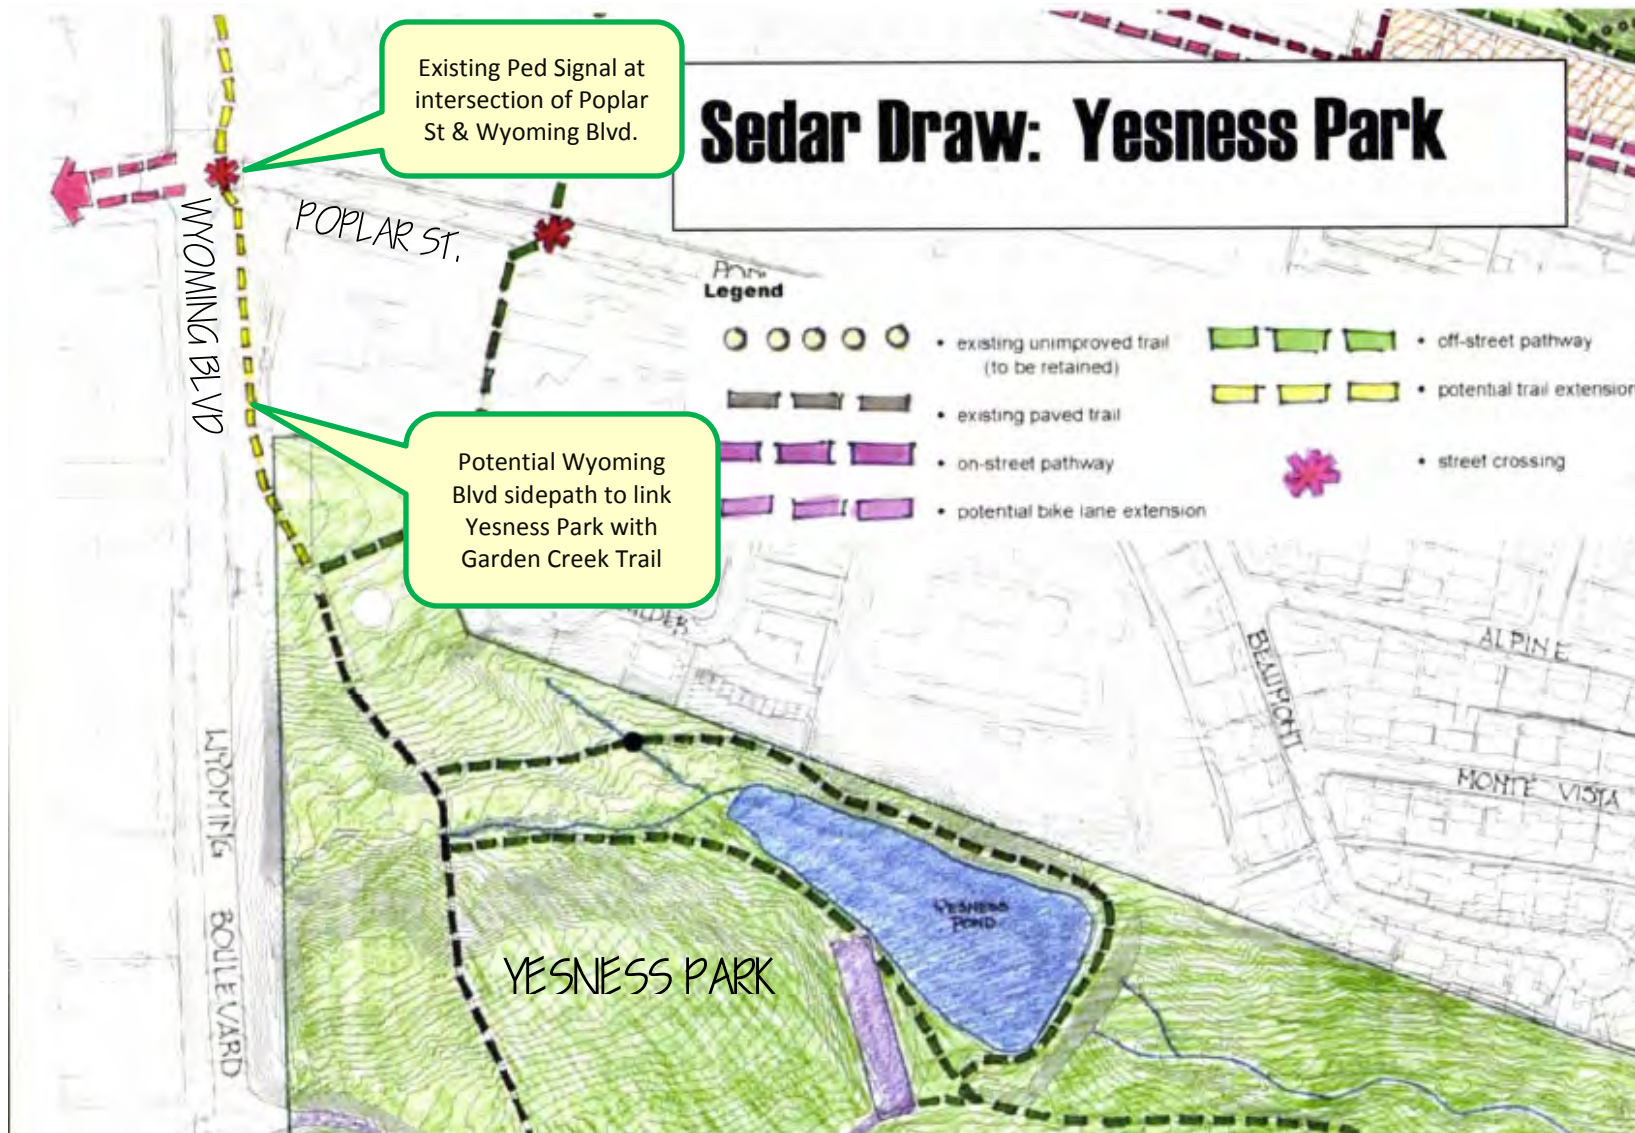 Existing Ped Signal at
intersection of Poplar
St & Wyoming Blvd.
Sedar Draw: Yesness Park
POPLAR ST.
WYOMING BLVD
Legend
• existing unimproved trail
(to be retained)
• existing paved trail
• on-street pathway
• potential bike lane extension
• off-street pathway
• potential trail extension
• street crossing
Potential Wyoming
Blvd sidepath to link
Yesness Park with
Garden Creek Trail
BEAUMONT
ALPINE
MONTE VISTA
WYOMING BOULEVARD
YESNESS
POND
YESNESS PARK